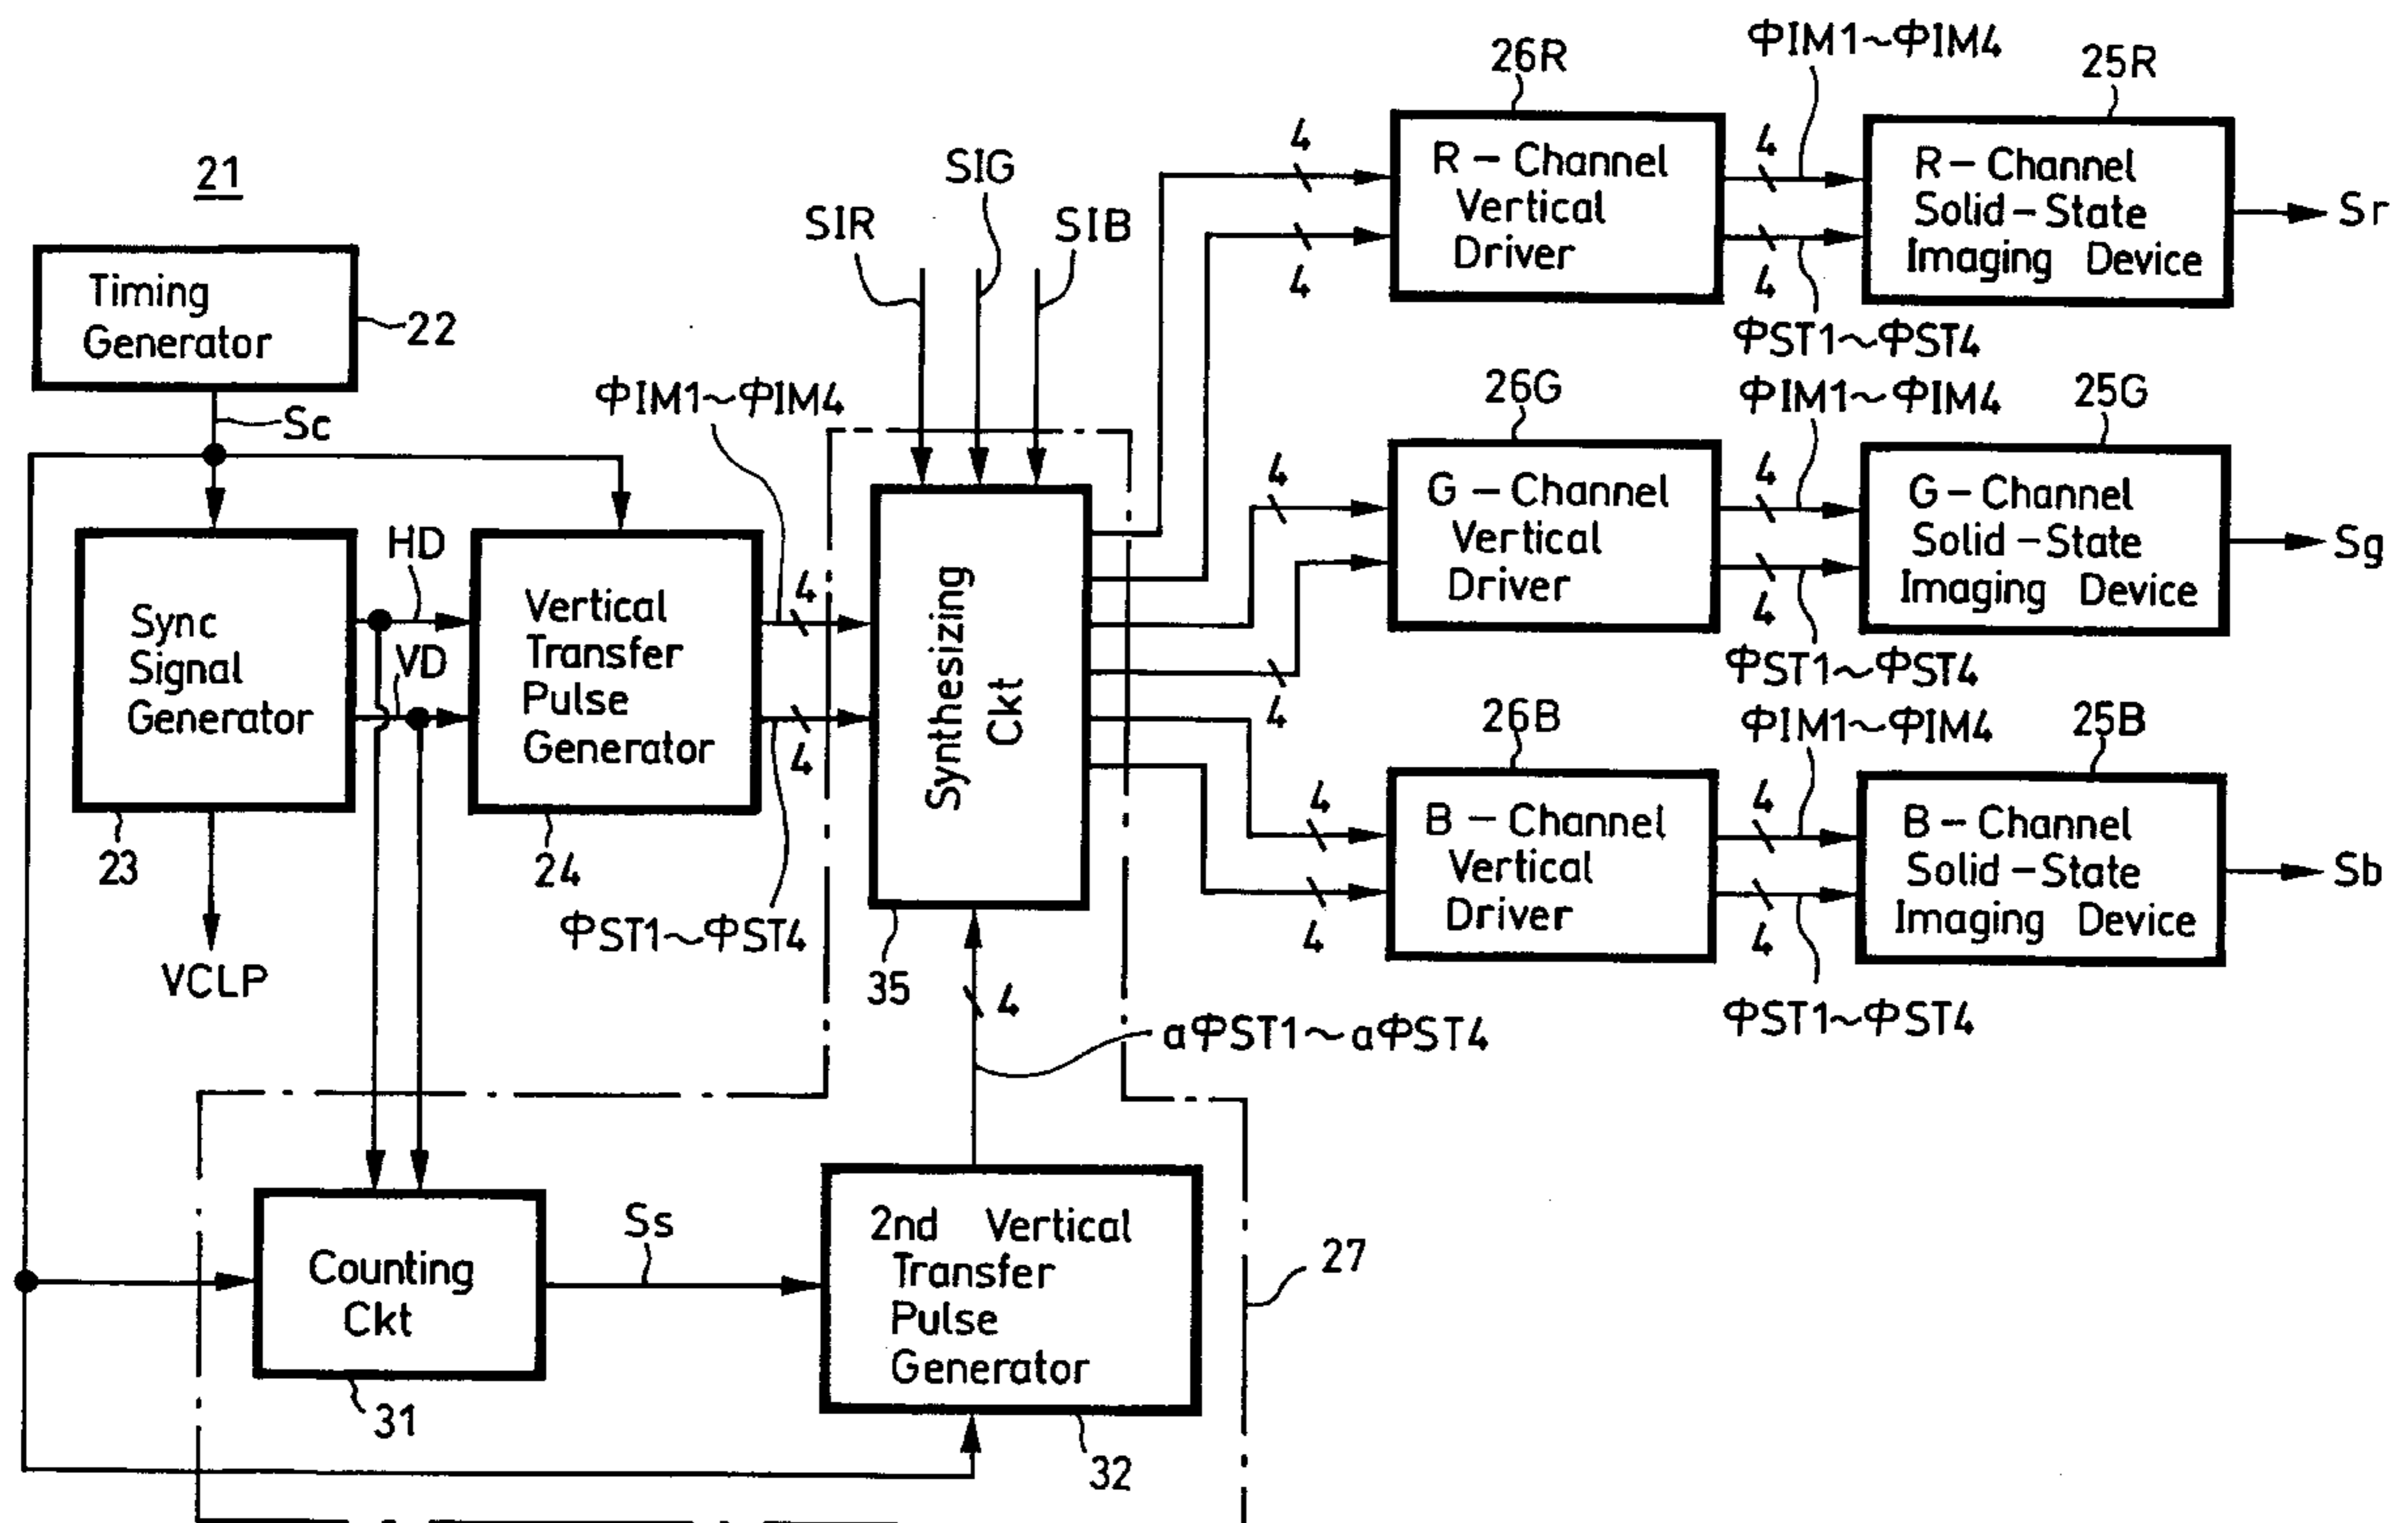 21
Timing
Generator
22
Sc
Sync
Signal
Generator
23
HD
VD
VCLP
Vertical
Transfer
Pulse
Generator
24
ΦIM1~ΦIM4
4
4
ΦST1~ΦST4
SIR
SIG
SIB
Synthesizing
Ckt
35
4
aΦST1~aΦST4
Counting
Ckt
31
Ss
2nd Vertical
Transfer
Pulse
Generator
32
27
4
4
26R
R-Channel
Vertical
Driver
ΦIM1~ΦIM4
4
4
ΦST1~ΦST4
25R
R-Channel
Solid-State
Imaging Device
Sr
4
4
26G
G-Channel
Vertical
Driver
ΦIM1~ΦIM4
4
4
ΦST1~ΦST4
25G
G-Channel
Solid-State
Imaging Device
Sg
4
4
26B
B-Channel
Vertical
Driver
ΦIM1~ΦIM4
4
4
ΦST1~ΦST4
25B
B-Channel
Solid-State
Imaging Device
Sb